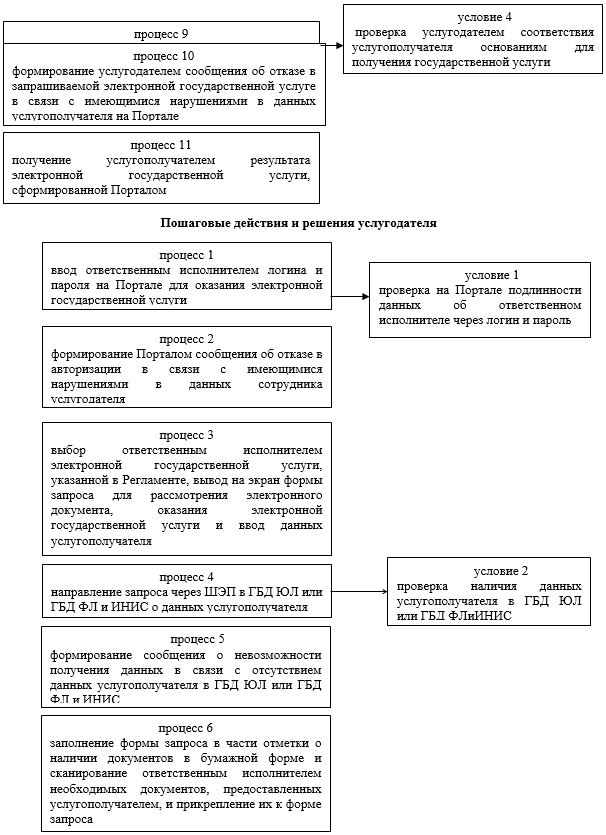 процесс 9
условие 4
проверка услугодателем соответствия
услугополучателя основаниям для
получения государственной услуги
процесс 10
формирование услугодателем сообщения об отказе в
запрашиваемой электронной государственной услуге
в связи с имеющимися нарушениями в данных
услугополучателя на Портале
процесс 11
получение услугополучателем результата
электронной государственной услуги,
сформированной Порталом
Пошаговые действия и решения услугодателя
процесс 1
ввод ответственным исполнителем логина и
пароля на Портале для оказания электронной
государственной услуги
условие 1
проверка на Портале подлинности
данных об ответственном
исполнителе через логин и пароль
процесс 2
формирование Порталом сообщения об отказе в
авторизации в связи с имеющимися
нарушениями в данных сотрудника
услугодателя
процесс 3
выбор ответственным исполнителем
электронной государственной услуги,
указанной в Регламенте, вывод на экран формы
запроса для рассмотрения электронного
документа, оказания электронной
государственной услуги и ввод данных
услугополучателя
процесс 4
направление запроса через ШЭП в ГБД ЮЛ или
ГБД ФЛ и ИНИС о данных услугополучателя
условие 2
проверка наличия данных
услугополучателя в ГБД ЮЛ
или ГБД ФЛиИНИС
процесс 5
формирование сообщения о невозможности
получения данных в связи с отсутствием
данных услугополучателя в ГБД ЮЛ или ГБД
ФЛ и ИНИС
процесс 6
заполнение формы запроса в части отметки о
наличии документов в бумажной форме и
сканирование ответственным исполнителем
необходимых документов, предоставленных
услугополучателем, и прикрепление их к форме
запроса